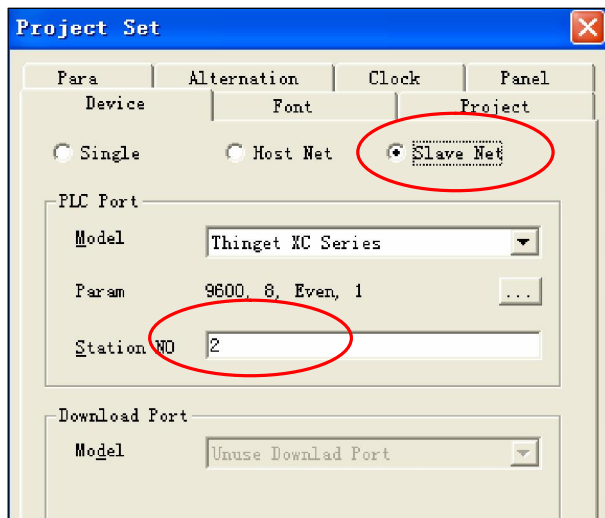 Project Set
Para Alternation Clock Panel
Device Font Project
Single Host Net Slave Net
PLC Port
Model Thinget XC Series
Param 9600, 8, Even, 1 ...
Station NO 2
Download Port
Model Unuse Downlad Port